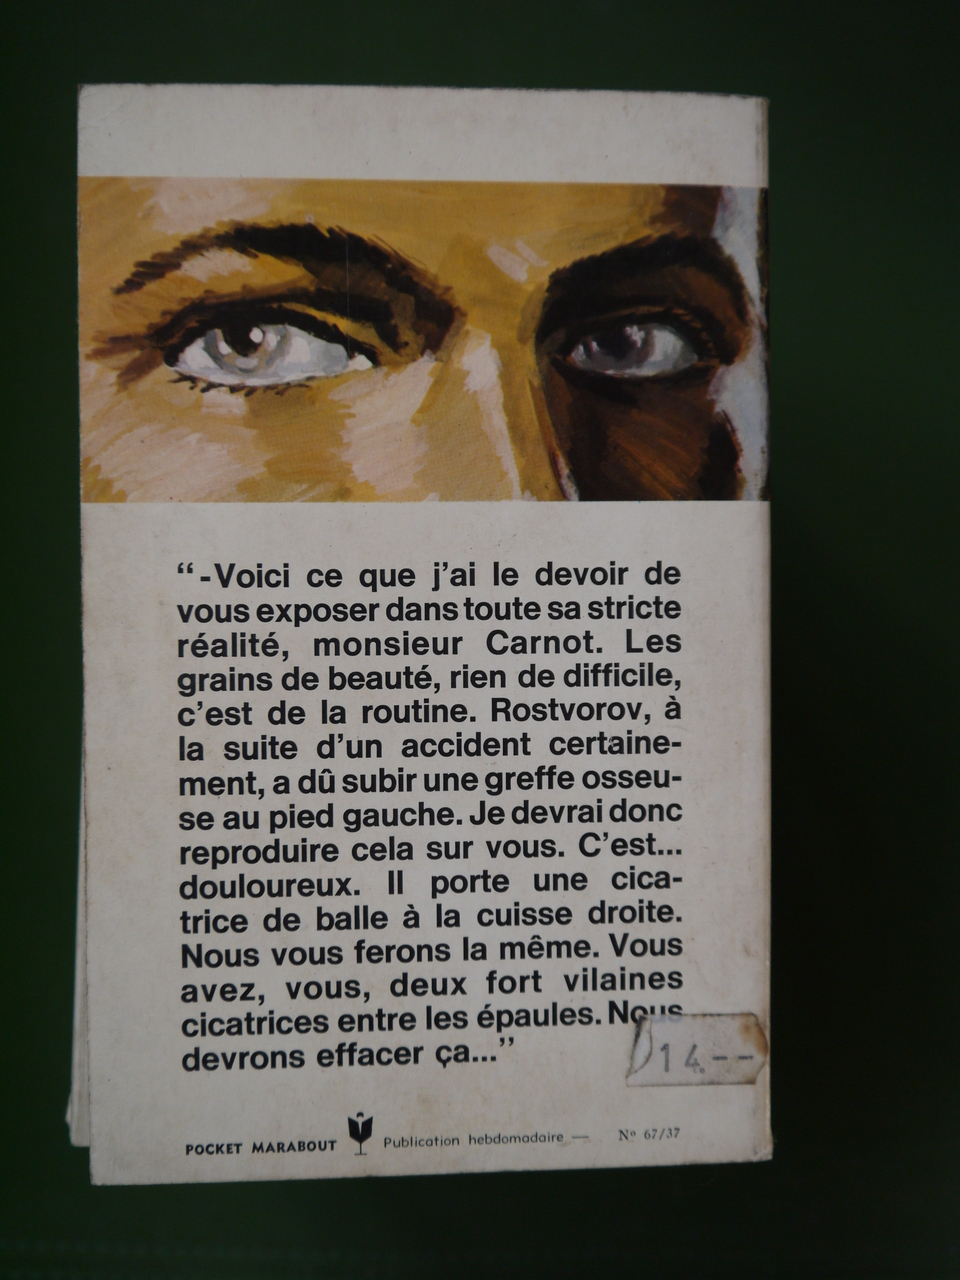 “-Voici ce que j’ai le devoir de
vous exposer dans toute sa stricte
réalité, monsieur Carnot. Les
grains de beauté, rien de difficile,
c’est de la routine. Rostvorov, à
la suite d’un accident certaine-
ment, a dû subir une greffe osseu-
se au pied gauche. Je devrai donc
reproduire cela sur vous. C’est...
douloureux. Il porte une cica-
trice de balle à la cuisse droite.
Nous vous ferons la même. Vous
avez, vous, deux fort vilaines
cicatrices entre les épaules. Nous
devrons effacer ça...”
14.--
POCKET MARABOUT Publication hebdomadaire — Nº 67/37